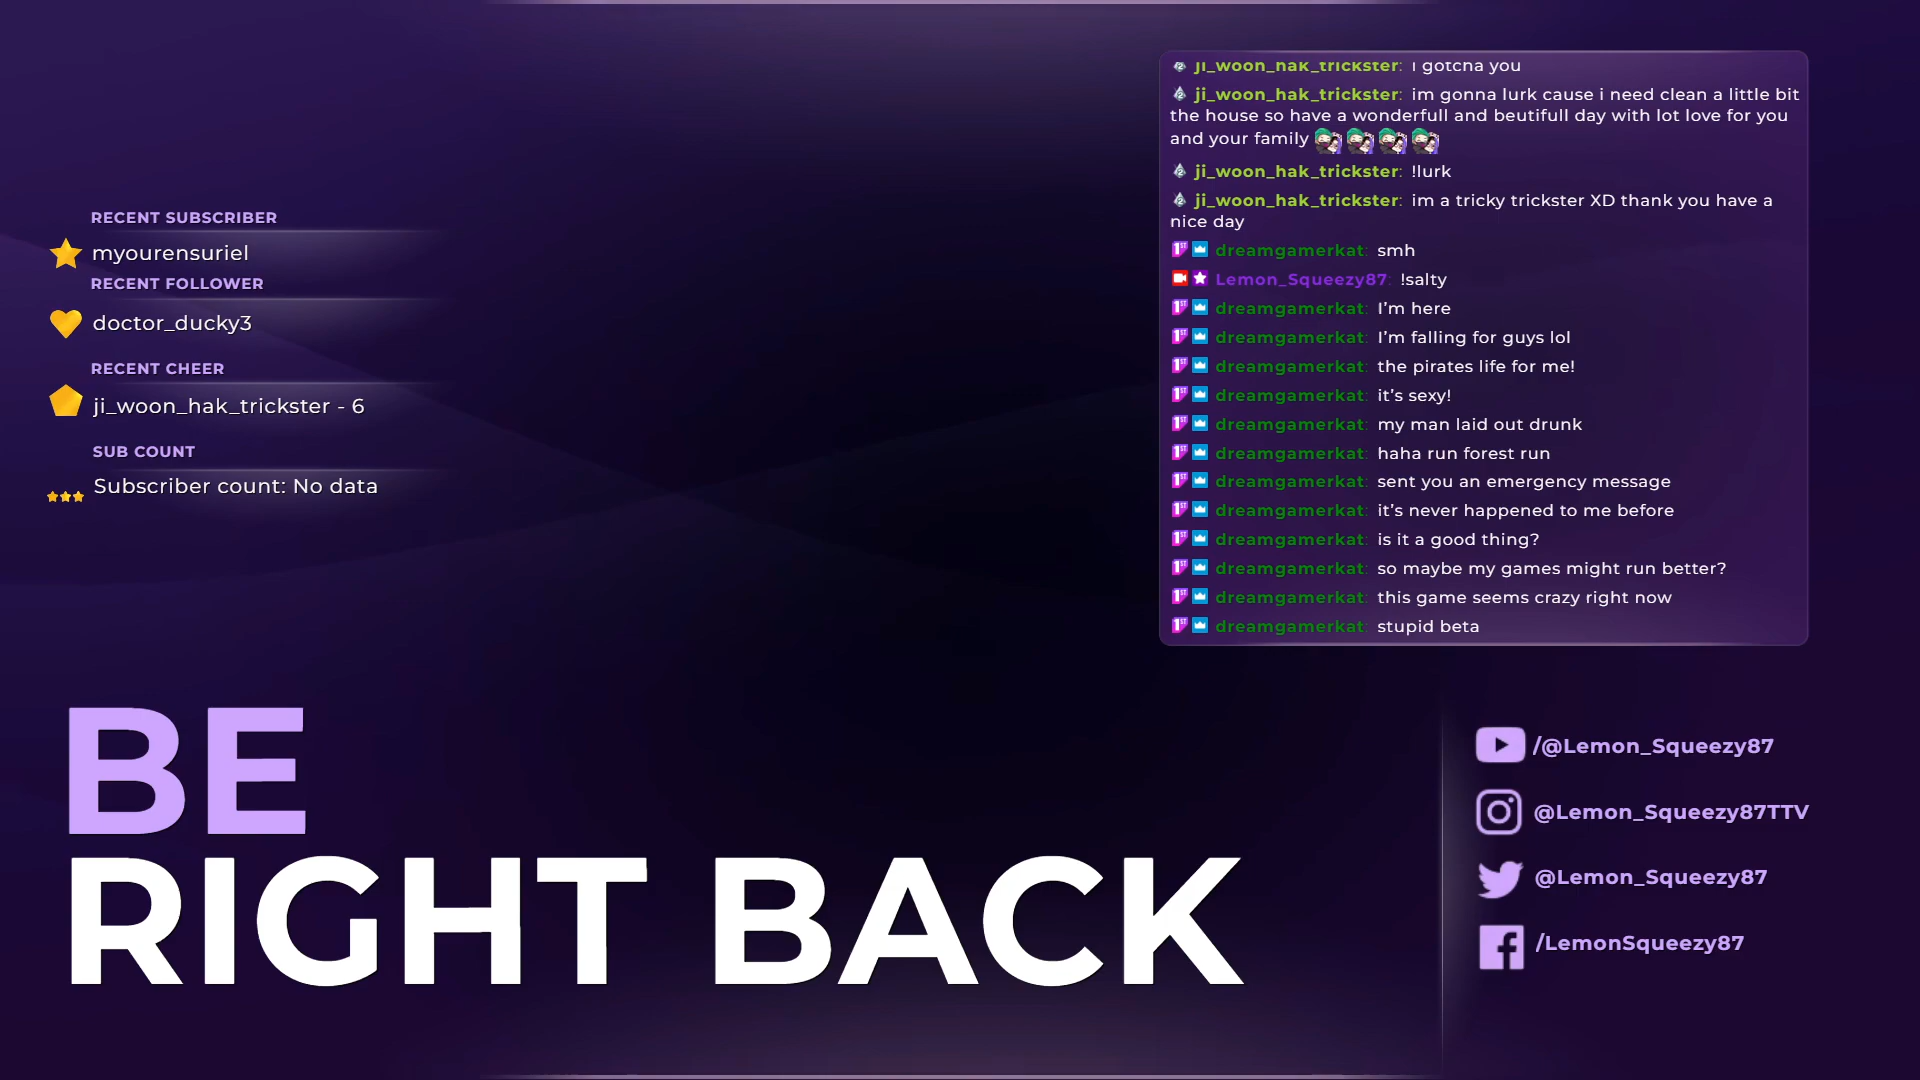 RECENT SUBSCRIBER
myourensuriel
RECENT FOLLOWER
doctor_ducky3
RECENT CHEER
ji_woon_hak_trickster - 6
SUB COUNT
Subscriber count: No data
ji_woon_hak_trickster: i gotcha you
ji_woon_hak_trickster: im gonna lurk cause i need clean a little bit
the house so have a wonderfull and beutifull day with lot love for you
and your family
ji_woon_hak_trickster: !lurk
ji_woon_hak_trickster: im a tricky trickster XD thank you have a
nice day
dreamgamerkat: smh
Lemon_Squeezy87: !salty
dreamgamerkat: I’m here
dreamgamerkat: I’m falling for guys lol
dreamgamerkat: the pirates life for me!
dreamgamerkat: it’s sexy!
dreamgamerkat: my man laid out drunk
dreamgamerkat: haha run forest run
dreamgamerkat: sent you an emergency message
dreamgamerkat: it’s never happened to me before
dreamgamerkat: is it a good thing?
dreamgamerkat: so maybe my games might run better?
dreamgamerkat: this game seems crazy right now
dreamgamerkat: stupid beta
BE
RIGHT BACK
/@Lemon_Squeezy87
@Lemon_Squeezy87TTV
@Lemon_Squeezy87
/LemonSqueezy87